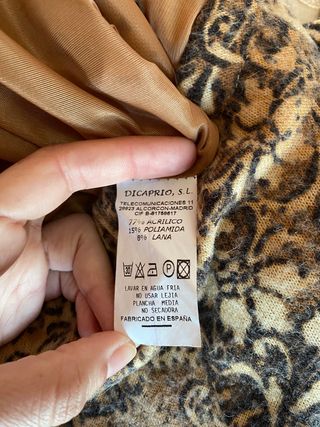 DICAPRIO, S.L.
TELECOMUNICACIONES 11
28923 ALCORCON-MADRID
CIF B-81758617
77% ACRILICO
15% POLIAMIDA
8% LANA
LAVAR EN AGUA FRIA
NO USAR LEJIA
PLANCHA MEDIA
NO SECADORA
FABRICADO EN ESPAÑA